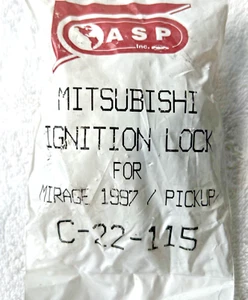 ASP
Inc.
MITSUBISHI
IGNITION LOCK
FOR
MIRAGE 1997 / PICKUP
C-22-115